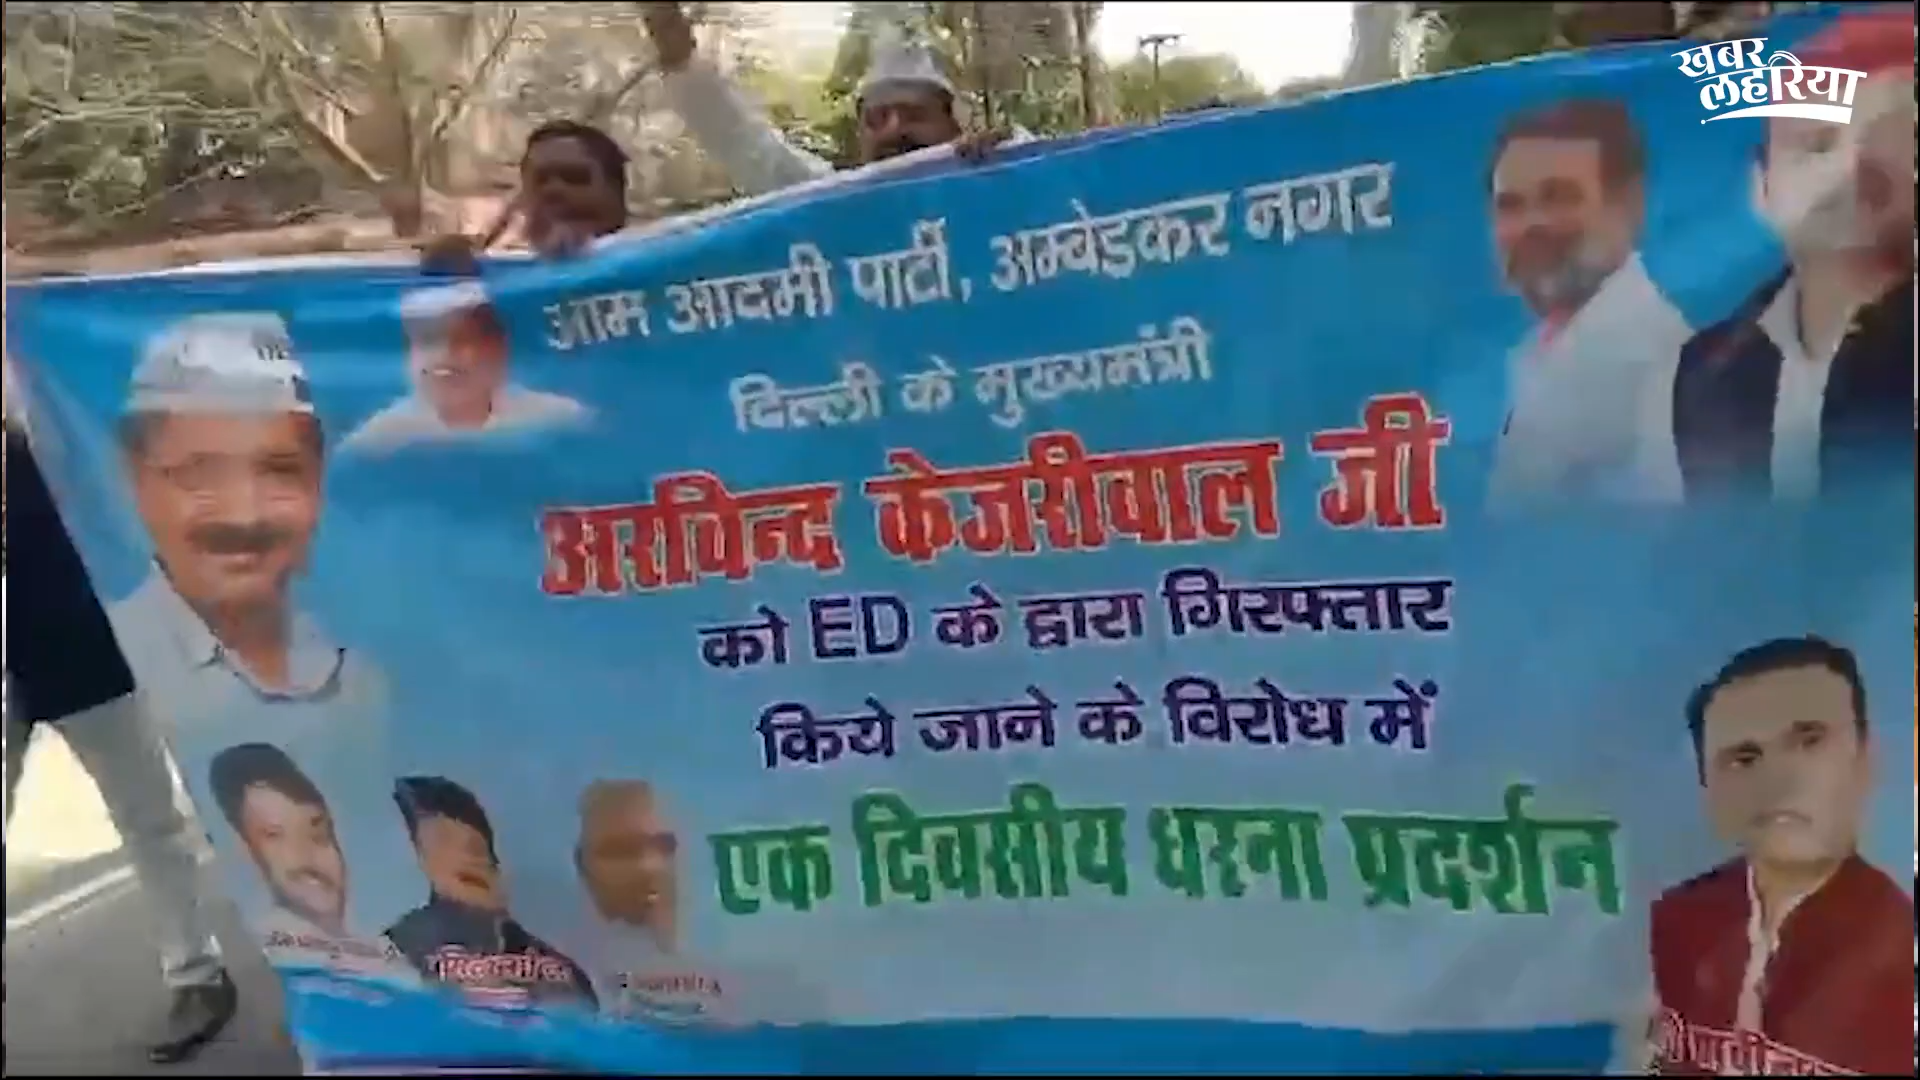 खबर
लहरिया
आम आदमी पार्टी, अम्बेडकर नगर
दिल्ली के मुख्यमंत्री
अरविन्द केजरीवाल जी
को ED के द्वारा गिरफ्तार
किये जाने के विरोध में
एक दिवसीय धरना प्रदर्शन